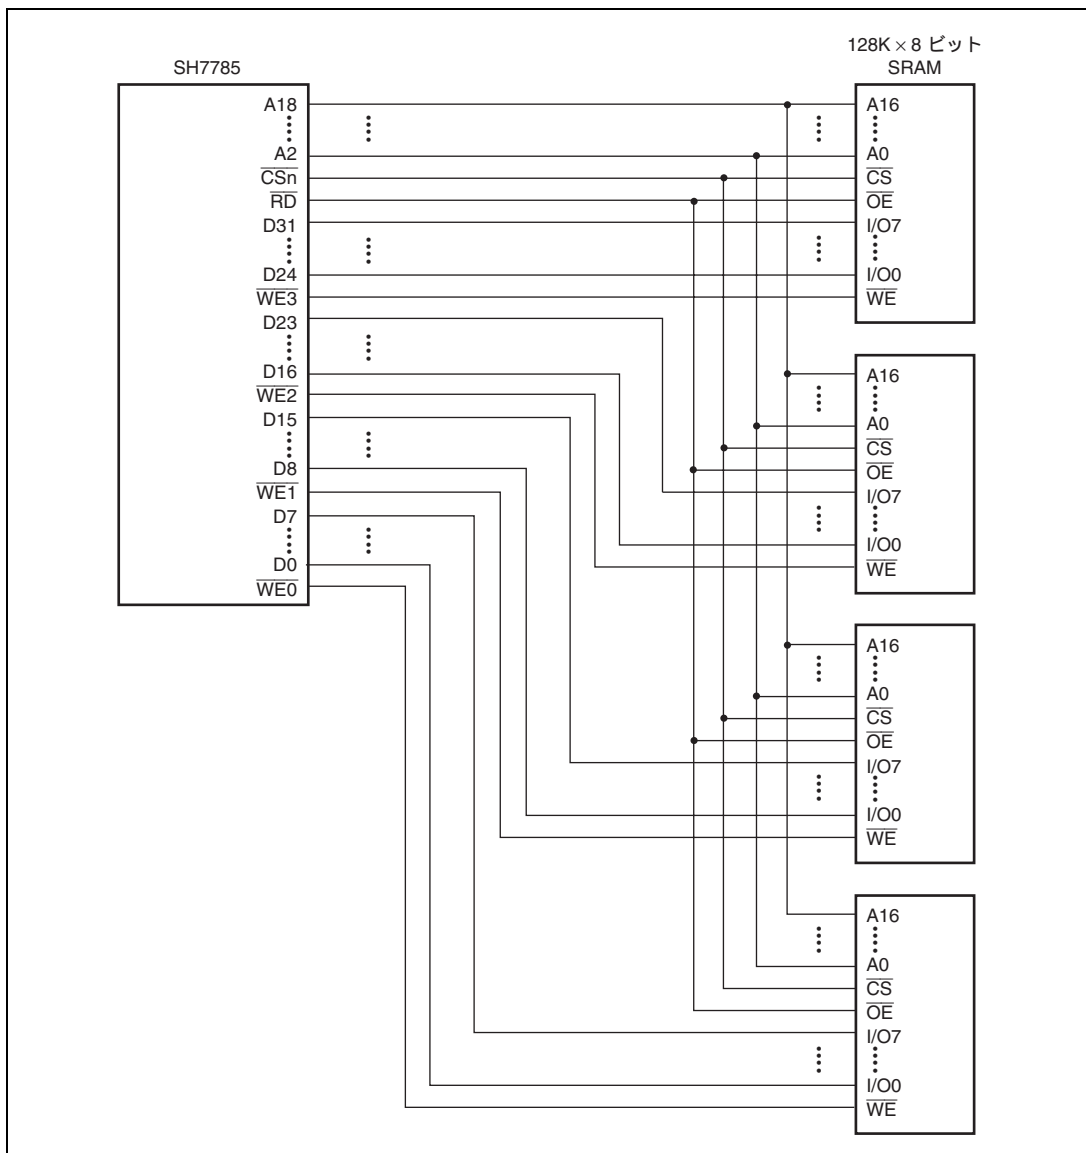 128K × 8 ビット
SH7785
SRAM
A18
A2
CSn
RD
D31
D24
WE3
D23
D16
WE2
D15
D8
WE1
D7
D0
WE0
A16
A0
CS
OE
I/O7
I/O0
WE
A16
A0
CS
OE
I/O7
I/O0
WE
A16
A0
CS
OE
I/O7
I/O0
WE
A16
A0
CS
OE
I/O7
I/O0
WE